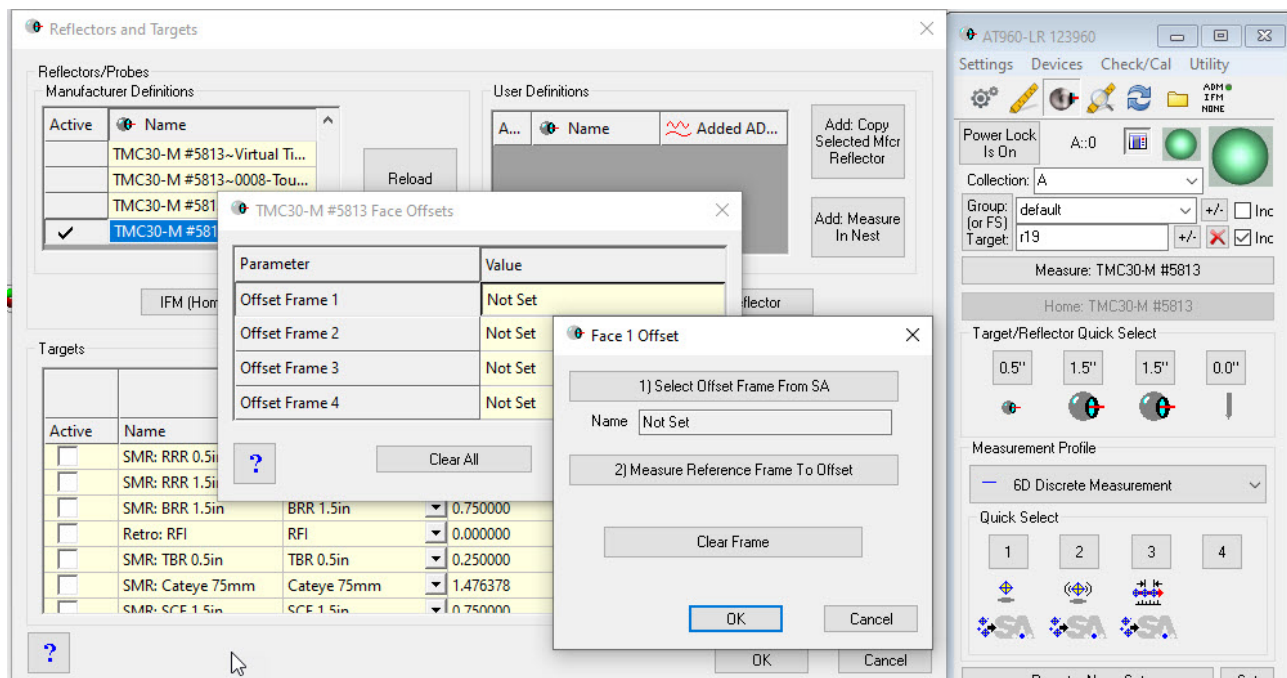 Reflectors and Targets
Reflectors/Probes
Manufacturer Definitions
Active Name
TMC30-M #5813~Virtual Ti...
TMC30-M #5813~0008-Tou...
TMC30-M #581
TMC30-M #581
Reload
User Definitions
A... Name Added AD...
Add: Copy
Selected Mfcr
Reflector
Add: Measure
In Nest
IFM (Hom
flector
Targets
Active Name
SMR: RRR 0.5i
SMR: RRR 1.5i
SMR: BRR 1.5in BRR 1.5in 0.750000
Retro: RFI RFI 0.000000
SMR: TBR 0.5in TBR 0.5in 0.250000
SMR: Cateye 75mm Cateye 75mm 1.476378
SMR: SCF 1.5in SCF 1.5in 0.750000
?
OK Cancel
TMC30-M #5813 Face Offsets
Parameter Value
Offset Frame 1 Not Set
Offset Frame 2 Not Set
Offset Frame 3 Not Set
Offset Frame 4 Not Set
? Clear All
Face 1 Offset
1) Select Offset Frame From SA
Name Not Set
2) Measure Reference Frame To Offset
Clear Frame
OK Cancel
AT960-LR 123960
Settings Devices Check/Cal Utility
ADM
IFM
NONE
Power Lock
Is On
A::0
Collection: A
Group: default +/- Inc
(or FS)
Target: r19 +/- Inc
Measure: TMC30-M #5813
Home: TMC30-M #5813
Target/Reflector Quick Select
0.5" 1.5" 1.5" 0.0"
Measurement Profile
6D Discrete Measurement
Quick Select
1 2 3 4
SA SA SA